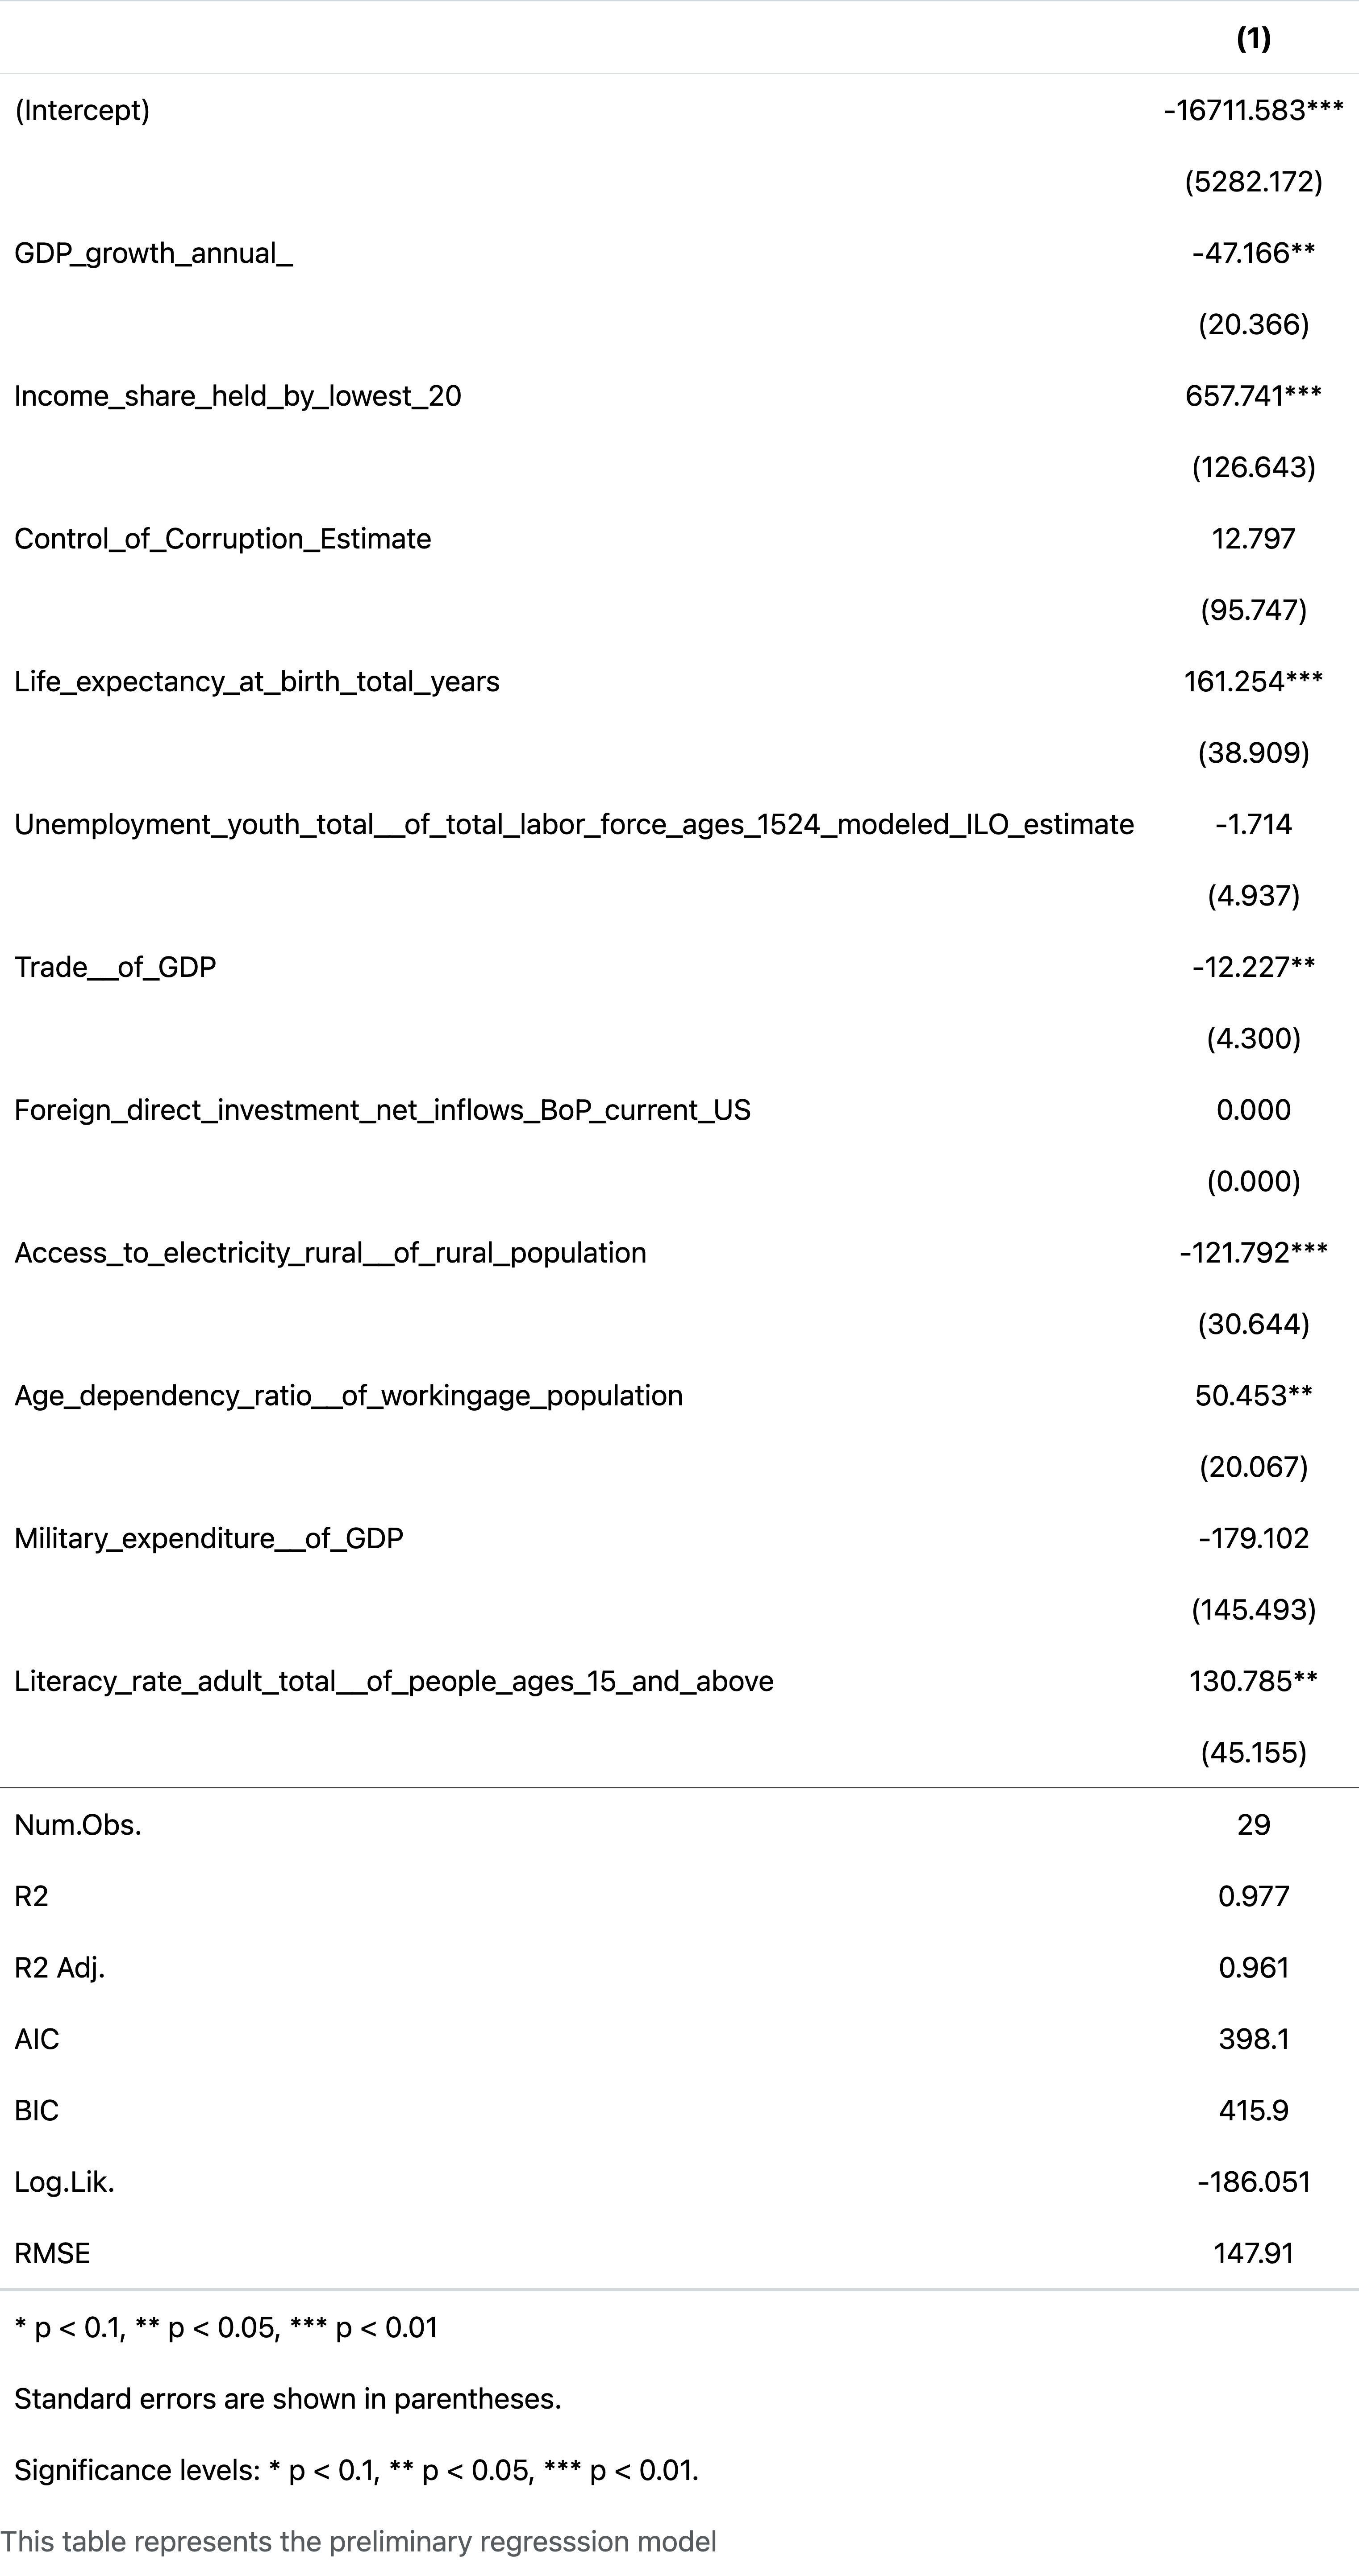 (1)
(Intercept) -16711.583***
(5282.172)
GDP_growth_annual_ -47.166**
(20.366)
Income_share_held_by_lowest_20 657.741***
(126.643)
Control_of_Corruption_Estimate 12.797
(95.747)
Life_expectancy_at_birth_total_years 161.254***
(38.909)
Unemployment_youth_total__of_total_labor_force_ages_1524_modeled_ILO_estimate -1.714
(4.937)
Trade__of_GDP -12.227**
(4.300)
Foreign_direct_investment_net_inflows_BoP_current_US 0.000
(0.000)
Access_to_electricity_rural__of_rural_population -121.792***
(30.644)
Age_dependency_ratio__of_workingage_population 50.453**
(20.067)
Military_expenditure__of_GDP -179.102
(145.493)
Literacy_rate_adult_total__of_people_ages_15_and_above 130.785**
(45.155)
Num.Obs. 29
R2 0.977
R2 Adj. 0.961
AIC 398.1
BIC 415.9
Log.Lik. -186.051
RMSE 147.91
* p < 0.1, ** p < 0.05, *** p < 0.01
Standard errors are shown in parentheses.
Significance levels: * p < 0.1, ** p < 0.05, *** p < 0.01.
This table represents the preliminary regresssion model